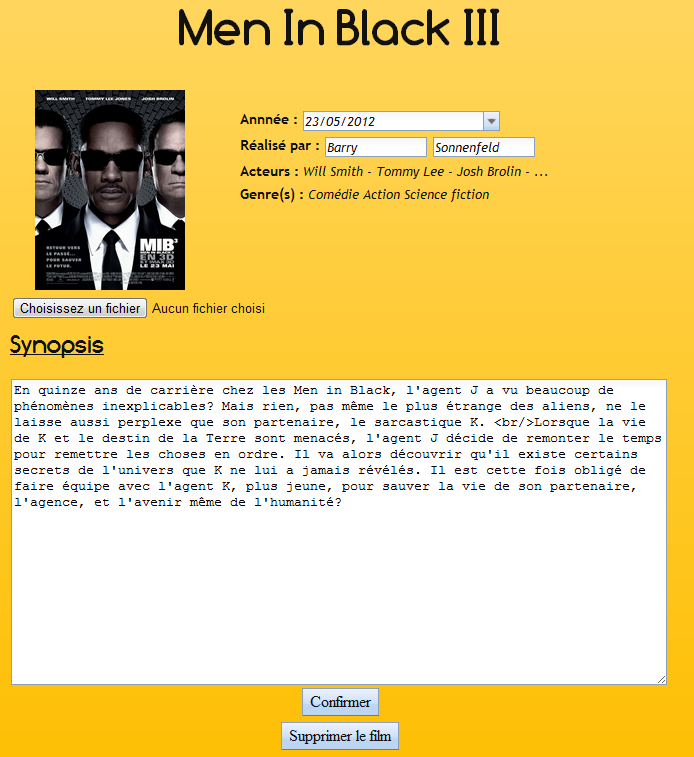 Men In Black III
WILL SMITH TOMMY LEE JONES JOSH BROLIN
RETOUR VERS
LE PASSÉ...
POUR SAUVER
LE FUTUR.
MIB³
MEN IN BLACK 3
EN 3D
ET IMAX 3D
LE 23 MAI
Annnée : 23/05/2012
Réalisé par : Barry Sonnenfeld
Acteurs : Will Smith - Tommy Lee - Josh Brolin - ...
Genre(s) : Comédie Action Science fiction
Choisissez un fichier Aucun fichier choisi
Synopsis
En quinze ans de carrière chez les Men in Black, l'agent J a vu beaucoup de
phénomènes inexplicables? Mais rien, pas même le plus étrange des aliens, ne le
laisse aussi perplexe que son partenaire, le sarcastique K. <br/>Lorsque la vie
de K et le destin de la Terre sont menacés, l'agent J décide de remonter le temps
pour remettre les choses en ordre. Il va alors découvrir qu'il existe certains
secrets de l'univers que K ne lui a jamais révélés. Il est cette fois obligé de
faire équipe avec l'agent K, plus jeune, pour sauver la vie de son partenaire,
l'agence, et l'avenir même de l'humanité?
Confirmer
Supprimer le film